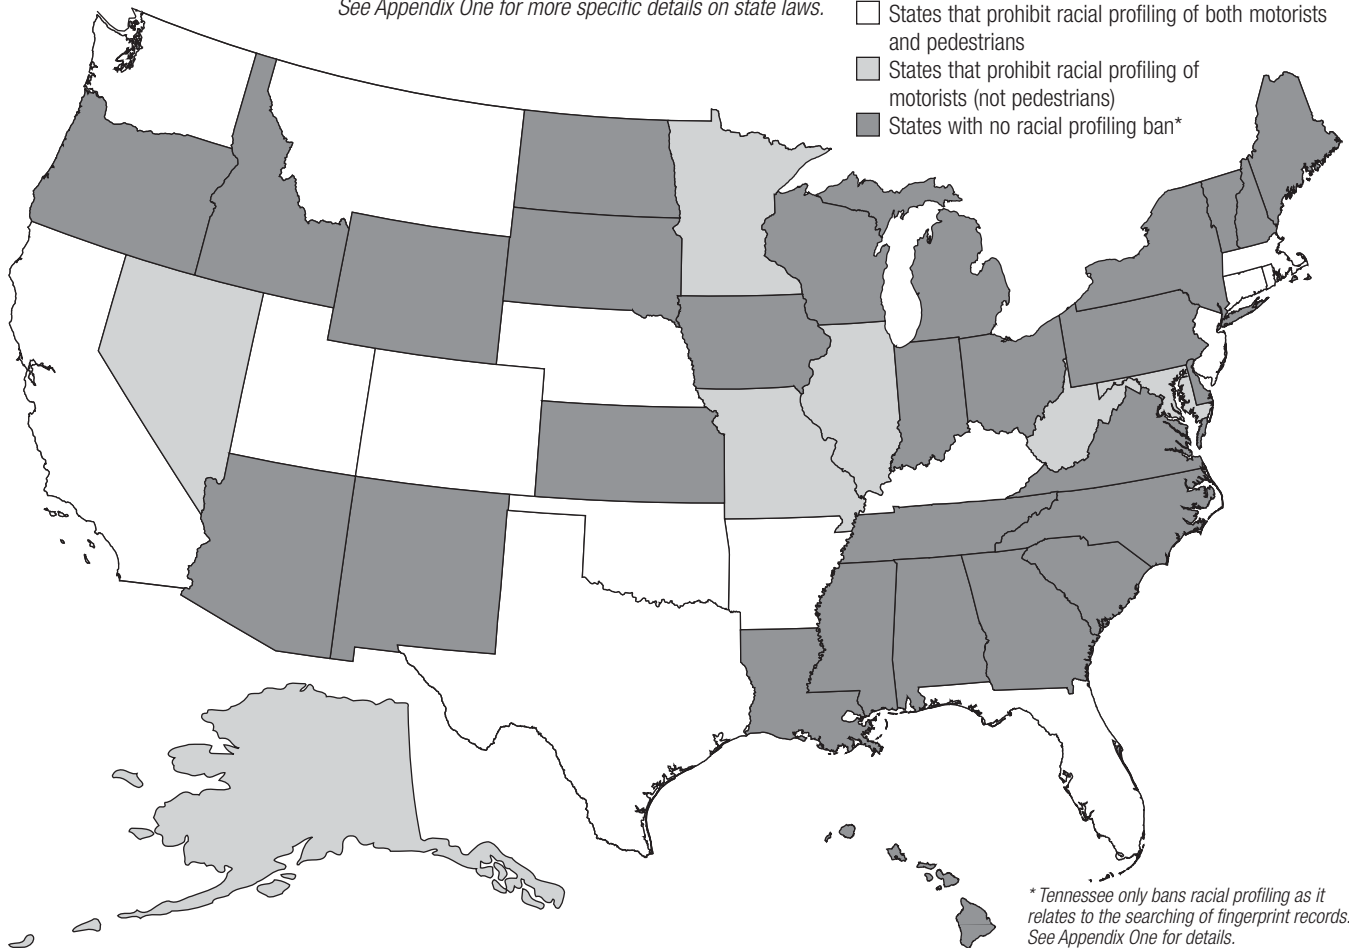 See Appendix One for more specific details on state laws.
States that prohibit racial profiling of both motorists
and pedestrians
States that prohibit racial profiling of
motorists (not pedestrians)
States with no racial profiling ban*
* Tennessee only bans racial profiling as it
relates to the searching of fingerprint records.
See Appendix One for details.